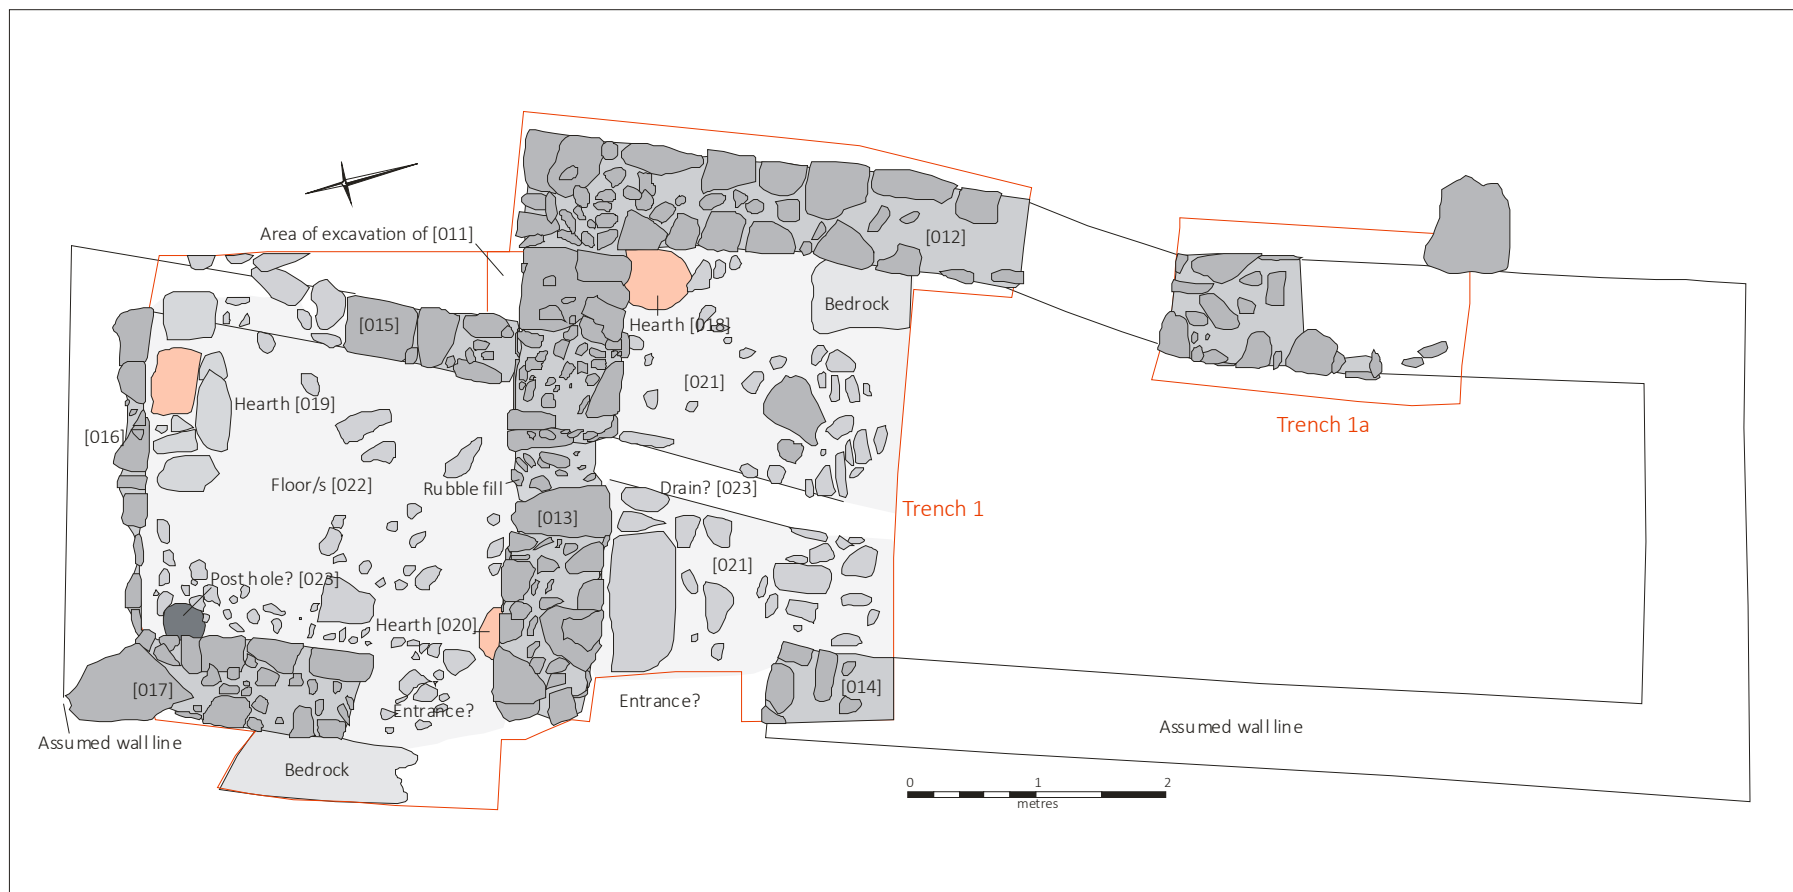 Area of excavation of [011]
[012]
Bedrock
[015]
Hearth [018]
[021]
Hearth [019]
[016]
Trench 1a
Floor/s [022]
Rubble fill
Drain? [023]
Trench 1
[013]
[021]
Post hole? [023]
Hearth [020]
[017]
[014]
Entrance?
Entrance?
Assumed wall line
Assumed wall line
Bedrock
0 1 2
metres